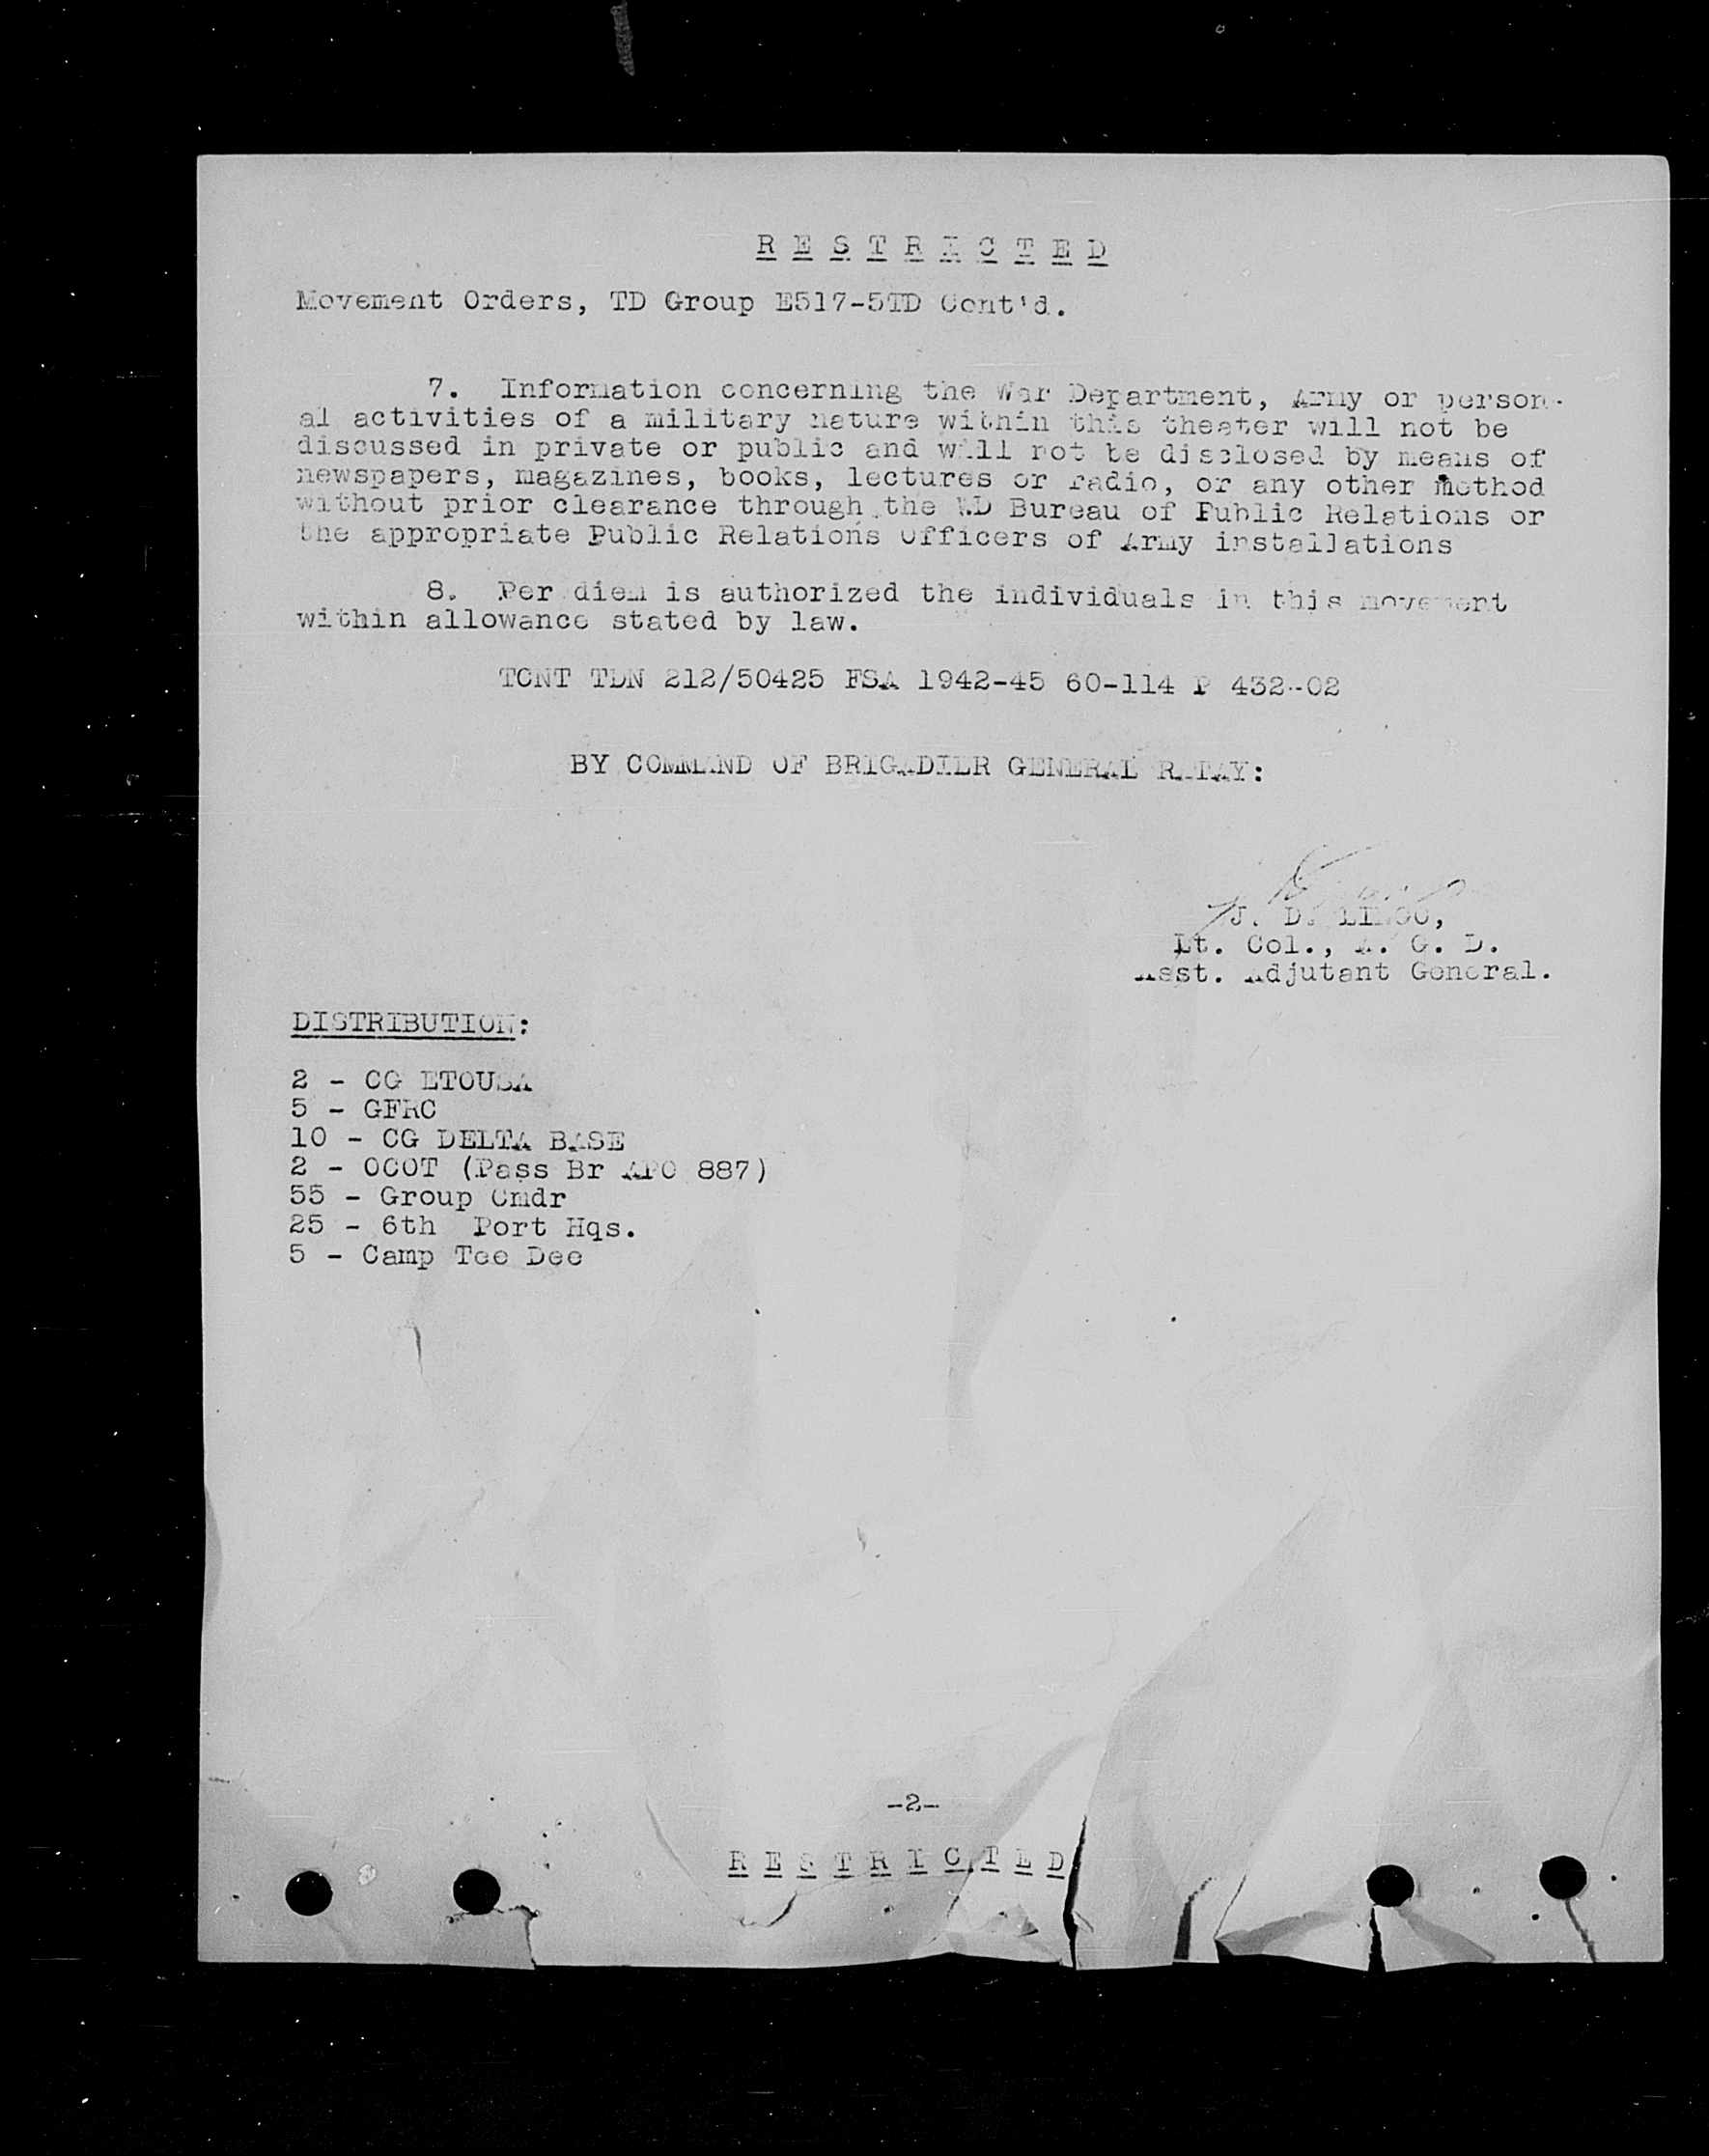 R E S T R I C T E D
Movement Orders, TD Group E517-5TD Cont'd.
7. Information concerning the War Department, Army or person-
al activities of a military nature within this theater will not be
discussed in private or public and will not be disclosed by means of
newspapers, magazines, books, lectures or radio, or any other method
without prior clearance through the WD Bureau of Public Relations or
the appropriate Public Relations Officers of Army installations
8. Per diem is authorized the individuals in this movement
within allowance stated by law.
TCNT TDN 212/50425 FSA 1942-45 60-114 P 432-02
BY COMMAND OF BRIGADIER GENERAL RATAY:
J. D.
Lt. Col., A. G. D.
Asst. Adjutant General.
DISTRIBUTION:
2 - CG ETOUSA
5 - GFRC
10 - CG DELTA BASE
2 - OCOT (Pass Br APO 887)
55 - Group Cmdr
25 - 6th Port Hqs.
5 - Camp Tee Dee
-2-
R E S T R I C T E D